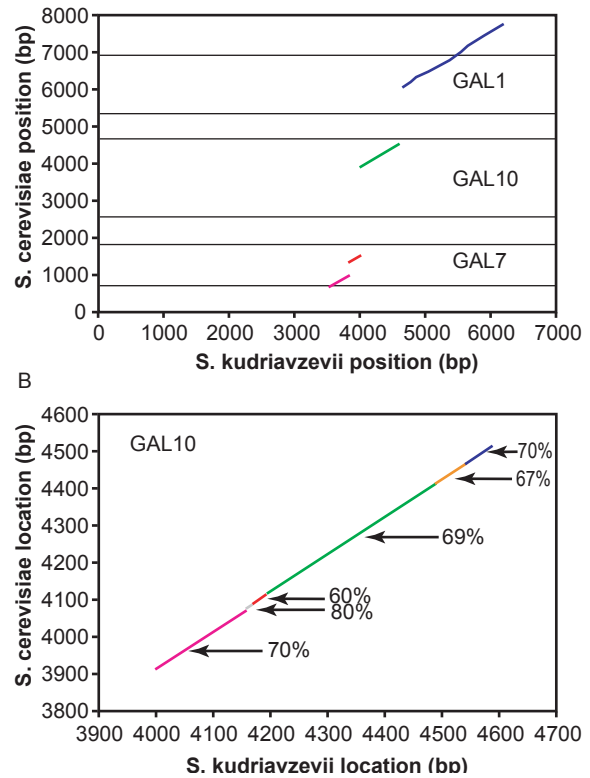 8000
7000
6000
5000
4000
3000
2000
1000
0
S. cerevisiae position (bp)
GAL1
GAL10
GAL7
0 1000 2000 3000 4000 5000 6000 7000
S. kudriavzevii position (bp)
B
4600
4500
4400
4300
4200
4100
4000
3900
3800
S. cerevisiae location (bp)
GAL10
70%
67%
69%
60%
80%
70%
3900 4000 4100 4200 4300 4400 4500 4600 4700
S. kudriavzevii location (bp)